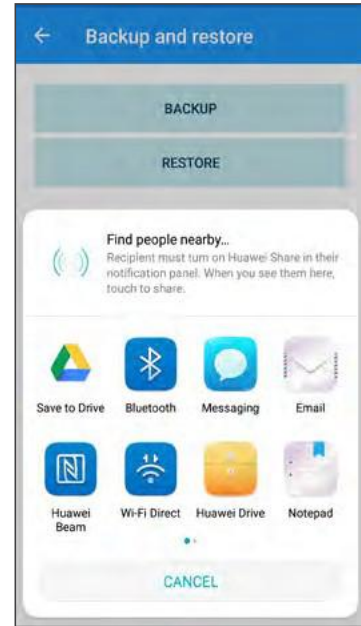 Backup and restore
BACKUP
RESTORE
Find people nearby...
Recipient must turn on Huawei Share in their
notification panel. When you see them here,
touch to share.
Save to Drive
Bluetooth
Messaging
Email
Huawei
Beam
Wi-Fi Direct
Huawei Drive
Notepad
CANCEL